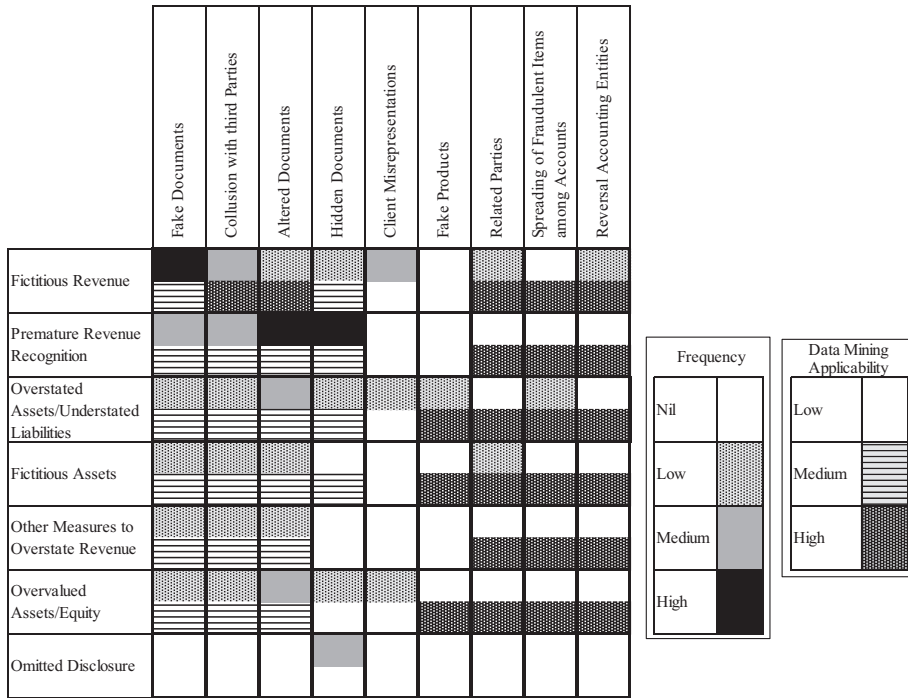 Fake Documents
Collusion with third Parties
Altered Documents
Hidden Documents
Client Misrepresentations
Fake Products
Related Parties
Spreading of Fraudulent Items
among Accounts
Reversal Accounting Entities
Fictitious Revenue
Premature Revenue
Recognition
Overstated
Assets/Understated
Liabilities
Fictitious Assets
Other Measures to
Overstate Revenue
Overvalued
Assets/Equity
Omitted Disclosure
Frequency
Nil
Low
Medium
High
Data Mining
Applicability
Low
Medium
High